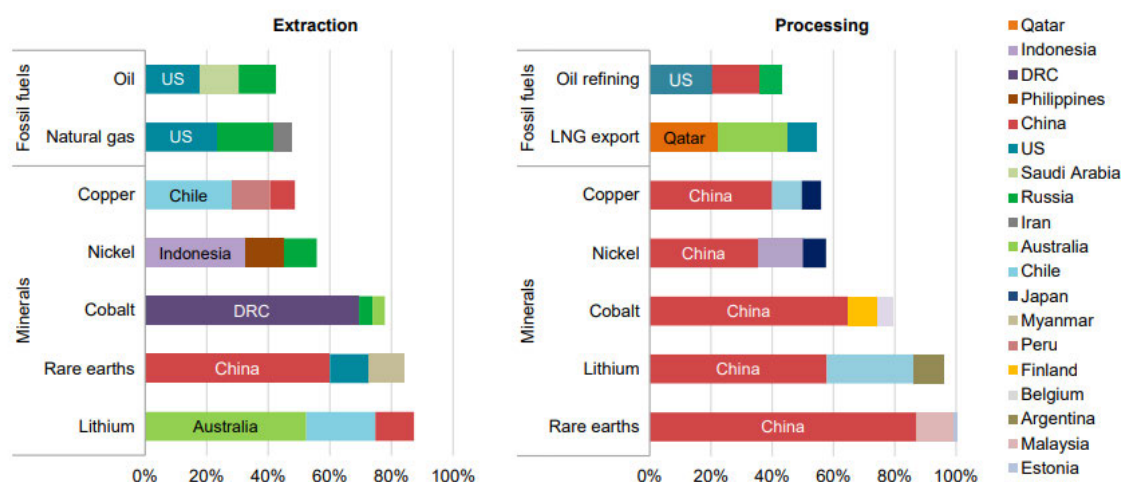 Extraction
Fossil fuels
Oil
US
Natural gas
US
Minerals
Copper
Chile
Nickel
Indonesia
Cobalt
DRC
Rare earths
China
Lithium
Australia
0% 20% 40% 60% 80% 100%
Processing
Fossil fuels
Oil refining
US
LNG export
Qatar
Minerals
Copper
China
Nickel
China
Cobalt
China
Lithium
China
Rare earths
China
0% 20% 40% 60% 80% 100%
Qatar
Indonesia
DRC
Philippines
China
US
Saudi Arabia
Russia
Iran
Australia
Chile
Japan
Myanmar
Peru
Finland
Belgium
Argentina
Malaysia
Estonia